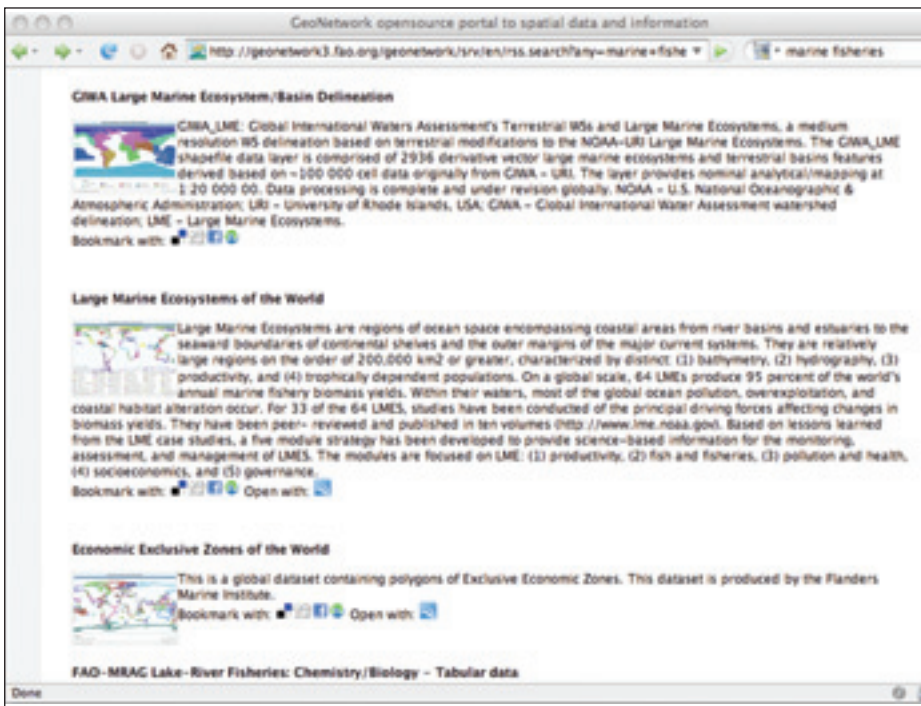 GeoNetwork opensource portal to spatial data and information
http://geonetwork3.fao.org/geonetwork/srv/en/rss.search?any=marine+fishe
marine fisheries
GIWA Large Marine Ecosystem/Basin Delineation
GIWA_LME: Global International Waters Assessment's Terrestrial WSs and Large Marine Ecosystems, a medium
resolution WS delineation based on terrestrial modifications to the NOAA-URI Large Marine Ecosystems. The GIWA_LME
shapefile data layer is comprised of 2936 derivative vector large marine ecosystems and terrestrial basins features
derived based on ~100 000 cell data originally from GIWA - URI. The layer provides nominal analytical/mapping at
1:20 000 00. Data processing is complete and under revision globally. NOAA - U.S. National Oceanographic &
Atmospheric Administration; URI - University of Rhode Islands, USA; GIWA - Global International Water Assessment watershed
delineation; LME - Large Marine Ecosystems.
Bookmark with:
Large Marine Ecosystems of the World
Large Marine Ecosystems are regions of ocean space encompassing coastal areas from river basins and estuaries to the
seaward boundaries of continental shelves and the outer margins of the major current systems. They are relatively
large regions on the order of 200,000 km2 or greater, characterized by distinct: (1) bathymetry, (2) hydrography, (3)
productivity, and (4) trophically dependent populations. On a global scale, 64 LMEs produce 95 percent of the world's
annual marine fishery biomass yields. Within their waters, most of the global ocean pollution, overexploitation, and
coastal habitat alteration occur. For 33 of the 64 LMES, studies have been conducted of the principal driving forces affecting changes in
biomass yields. They have been peer- reviewed and published in ten volumes (http://www.lme.noaa.gov). Based on lessons learned
from the LME case studies, a five module strategy has been developed to provide science-based information for the monitoring,
assessment, and management of LMES. The modules are focused on LME: (1) productivity, (2) fish and fisheries, (3) pollution and health,
(4) socioeconomics, and (5) governance.
Bookmark with: Open with:
Economic Exclusive Zones of the World
This is a global dataset containing polygons of Exclusive Economic Zones. This dataset is produced by the Flanders
Marine Institute.
Bookmark with: Open with:
FAO-MRAG Lake-River Fisheries: Chemistry/Biology - Tabular data
Done